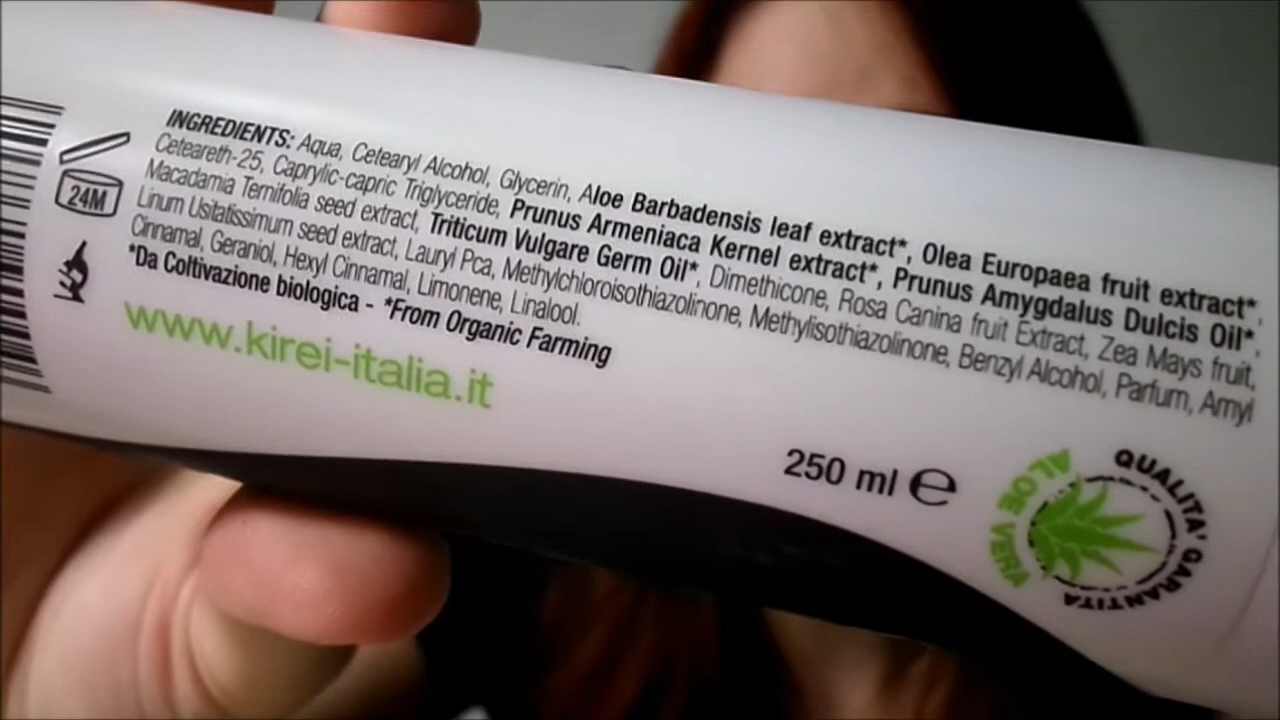 INGREDIENTS: Aqua, Cetearyl Alcohol, Glycerin, Aloe Barbadensis leaf extract*, Olea Europaea fruit extract*,
Ceteareth-25, Caprylic-capric Triglyceride, Prunus Armeniaca Kernel extract*, Prunus Amygdalus Dulcis Oil*,
Macadamia Ternifolia seed extract, Triticum Vulgare Germ Oil*, Dimethicone, Rosa Canina fruit Extract, Zea Mays fruit,
Linum Usitatissimum seed extract, Lauryl Pca, Methylchloroisothiazolinone, Methylisothiazolinone, Benzyl Alcohol, Parfum, Amyl
Cinnamal, Geraniol, Hexyl Cinnamal, Limonene, Linalool.
*Da Coltivazione biologica - *From Organic Farming
www.kirei-italia.it
24M
250 ml e
ALOE VERA
QUALITA' GARANTITA